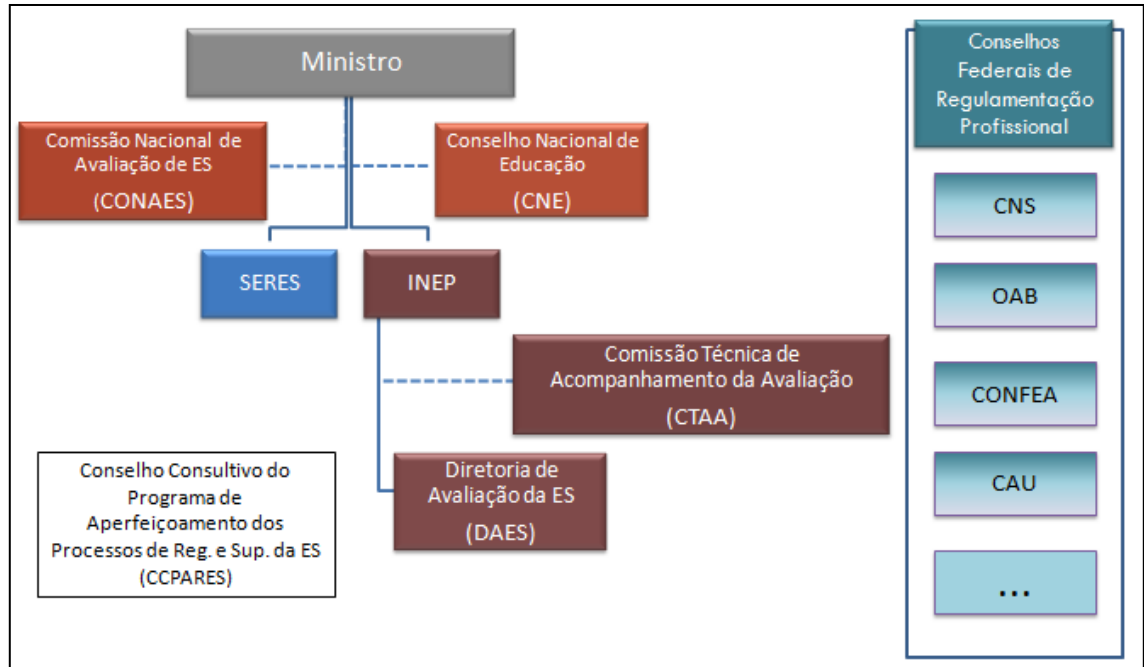 Ministro
Comissão Nacional de
Avaliação de ES
(CONAES)
Conselho Nacional de
Educação
(CNE)
SERES
INEP
Comissão Técnica de
Acompanhamento da Avaliação
(CTAA)
Diretoria de
Avaliação da ES
(DAES)
Conselho Consultivo do
Programa de
Aperfeiçoamento dos
Processos de Reg. e Sup. da ES
(CCPARES)
Conselhos
Federais de
Regulamentação
Profissional
CNS
OAB
CONFEA
CAU
...